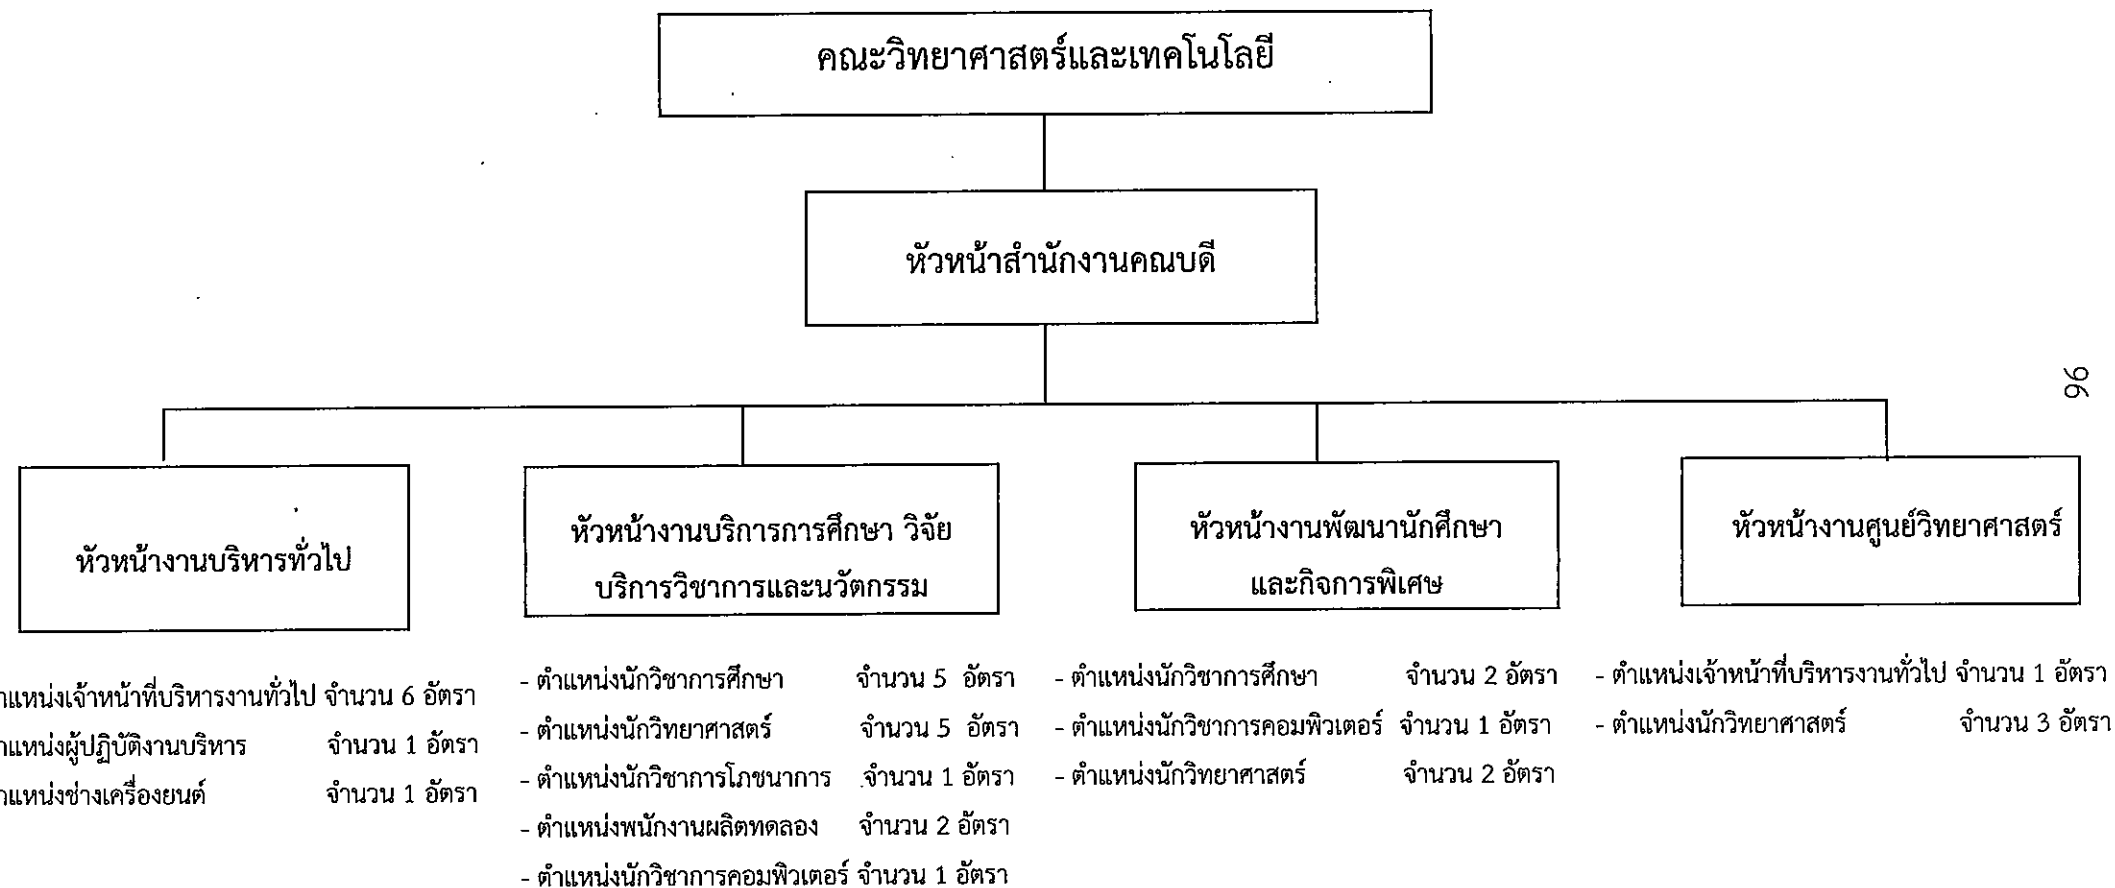 คณะวิทยาศาสตร์และเทคโนโลยี
หัวหน้าสำนักงานคณบดี
96
หัวหน้างานบริหารทั่วไป
หัวหน้างานบริการการศึกษา วิจัย
บริการวิชาการและนวัตกรรม
หัวหน้างานพัฒนานักศึกษา
และกิจการพิเศษ
หัวหน้างานศูนย์วิทยาศาสตร์
ำแหน่งเจ้าหน้าที่บริหารงานทั่วไป จำนวน 6 อัตรา
ำแหน่งผู้ปฏิบัติงานบริหาร จำนวน 1 อัตรา
ำแหน่งช่างเครื่องยนต์ จำนวน 1 อัตรา
- ตำแหน่งนักวิชาการศึกษา จำนวน 5 อัตรา
- ตำแหน่งนักวิทยาศาสตร์ จำนวน 5 อัตรา
- ตำแหน่งนักวิชาการโภชนาการ จำนวน 1 อัตรา
- ตำแหน่งพนักงานผลิตทดลอง จำนวน 2 อัตรา
- ตำแหน่งนักวิชาการคอมพิวเตอร์ จำนวน 1 อัตรา
- ตำแหน่งนักวิชาการศึกษา จำนวน 2 อัตรา
- ตำแหน่งนักวิชาการคอมพิวเตอร์ จำนวน 1 อัตรา
- ตำแหน่งนักวิทยาศาสตร์ จำนวน 2 อัตรา
- ตำแหน่งเจ้าหน้าที่บริหารงานทั่วไป จำนวน 1 อัตรา
- ตำแหน่งนักวิทยาศาสตร์ จำนวน 3 อัตรา